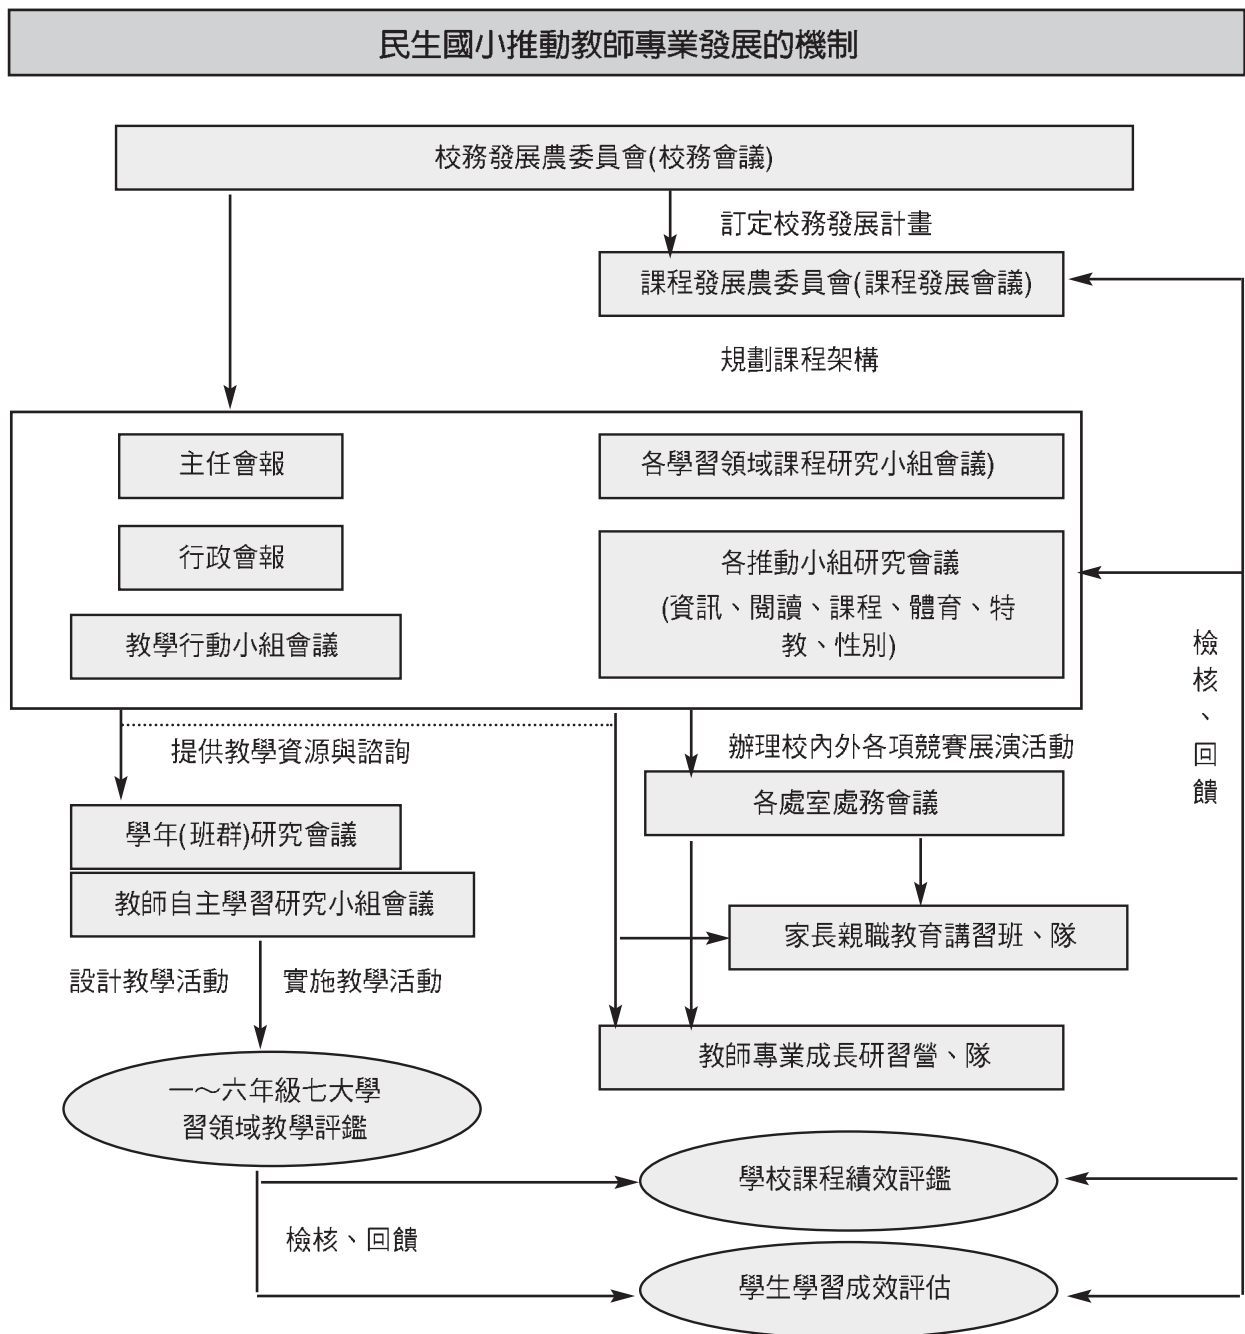 民生國小推動教師專業發展的機制
校務發展農委員會(校務會議)
訂定校務發展計畫
課程發展農委員會(課程發展會議)
規劃課程架構
主任會報
各學習領域課程研究小組會議)
行政會報
各推動小組研究會議
(資訊、閱讀、課程、體育、特
教、性別)
教學行動小組會議
檢核、回饋
提供教學資源與諮詢
辦理校內外各項競賽展演活動
各處室處務會議
學年(班群)研究會議
教師自主學習研究小組會議
家長親職教育講習班、隊
設計教學活動
實施教學活動
教師專業成長研習營、隊
一～六年級七大學
習領域教學評鑑
學校課程績效評鑑
檢核、回饋
學生學習成效評估